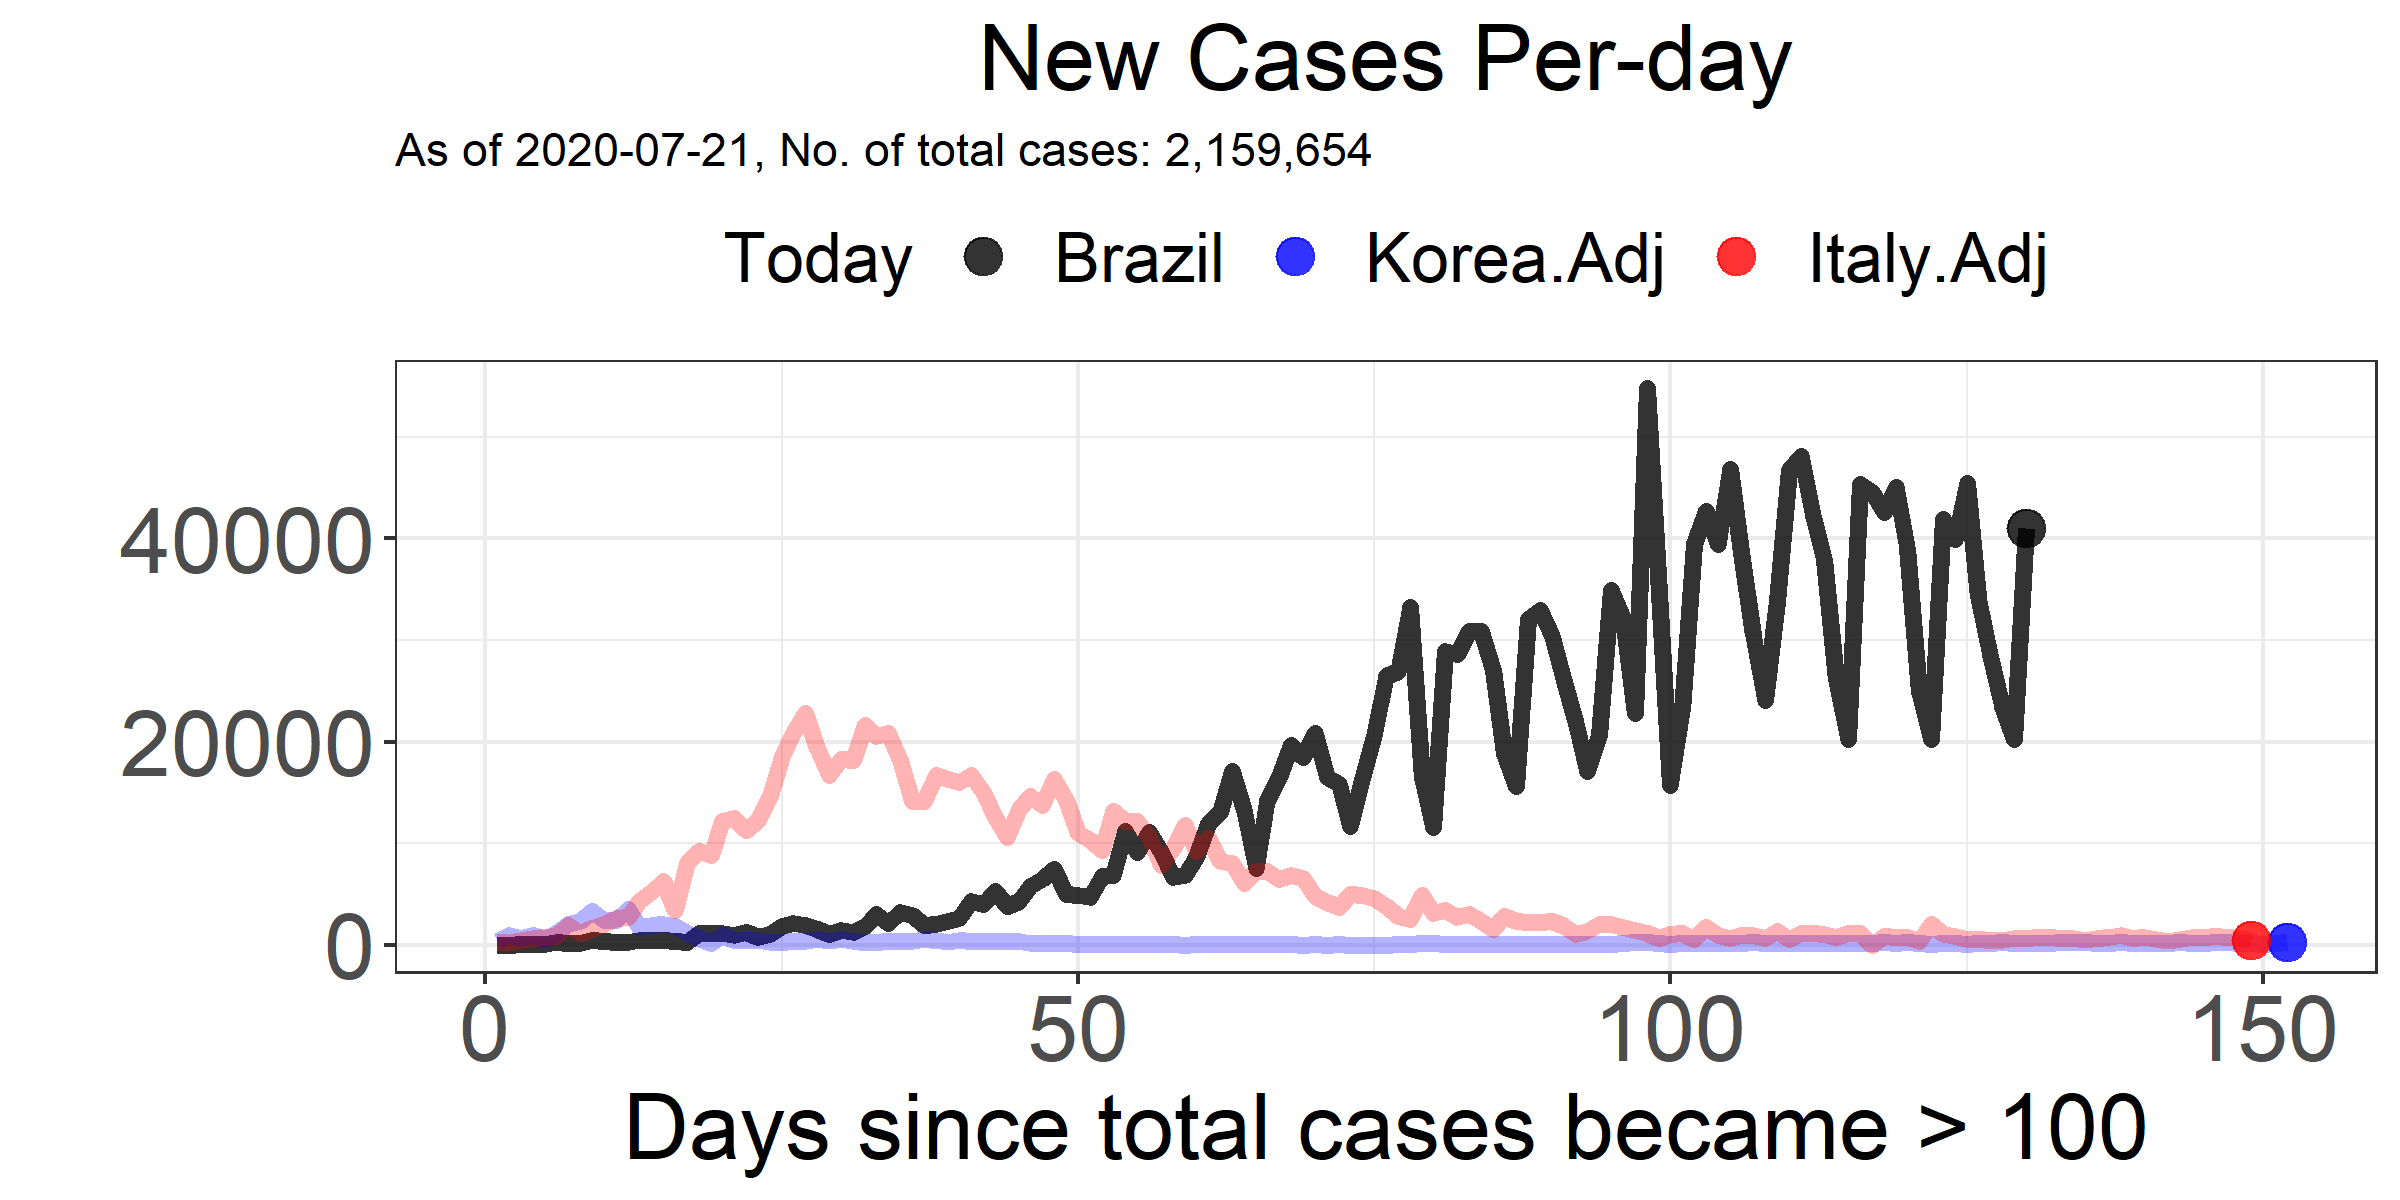 New Cases Per-day
As of 2020-07-21, No. of total cases: 2,159,654
Today Brazil Korea.Adj Italy.Adj
40000
20000
0
0 50 100 150
Days since total cases became > 100